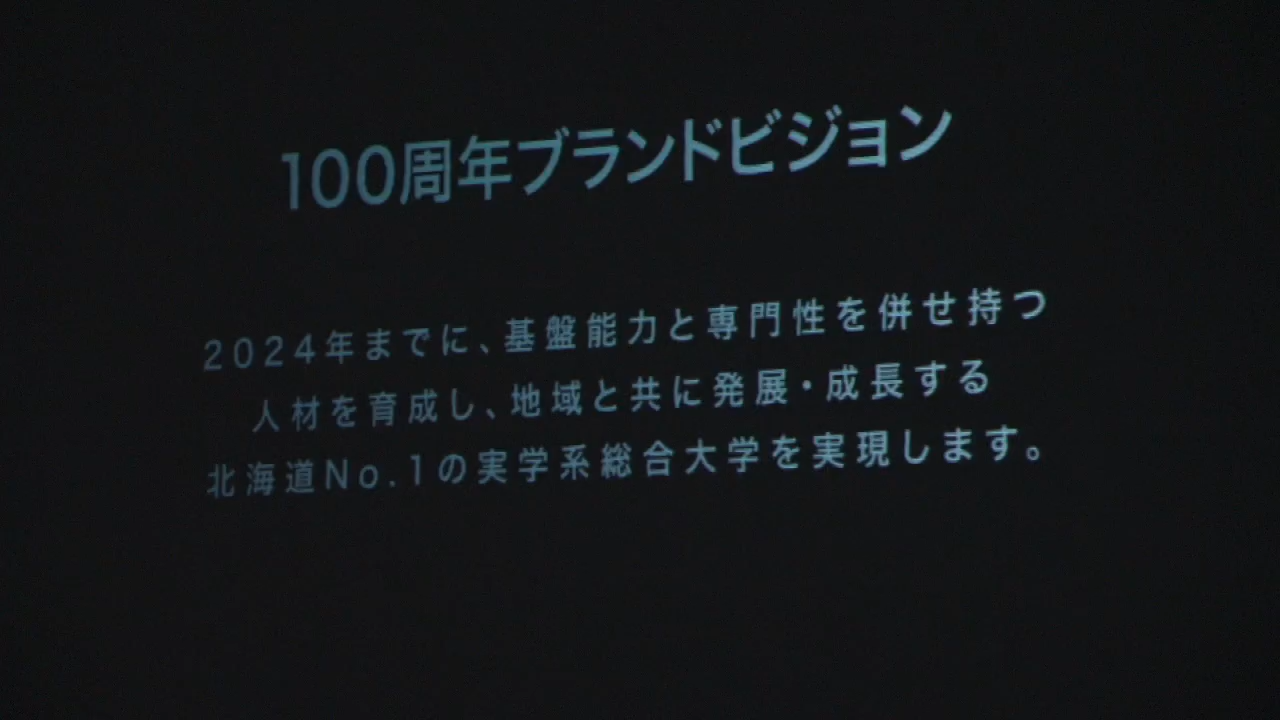 100周年ブランドビジョン
2024年までに、基盤能力と専門性を併せ持つ
人材を育成し、地域と共に発展・成長する
北海道No.1の実学系総合大学を実現します。